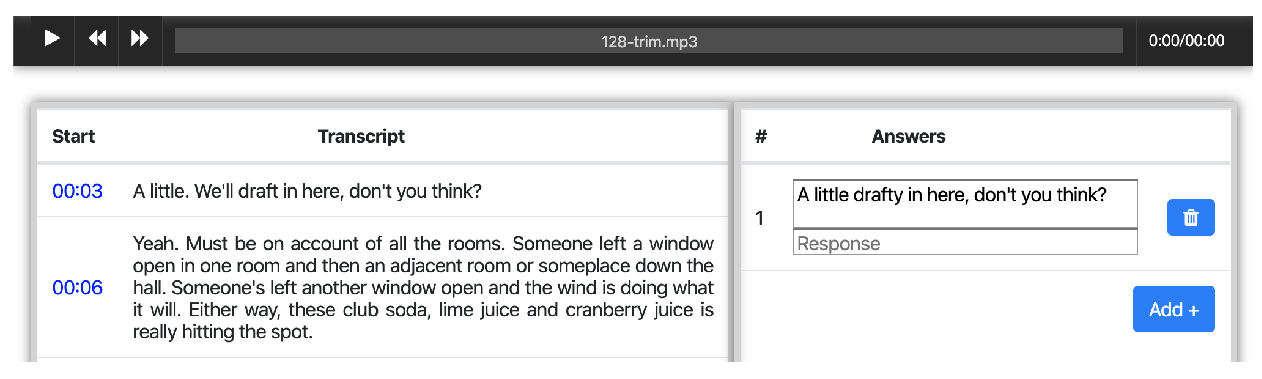 128-trim.mp3
0:00/00:00
Start Transcript
00:03 A little. We'll draft in here, don't you think?
00:06
Yeah. Must be on account of all the rooms. Someone left a window
open in one room and then an adjacent room or someplace down the
hall. Someone's left another window open and the wind is doing what
it will. Either way, these club soda, lime juice and cranberry juice is
really hitting the spot.
# Answers
1
A little drafty in here, don't you think?
Response
Add +